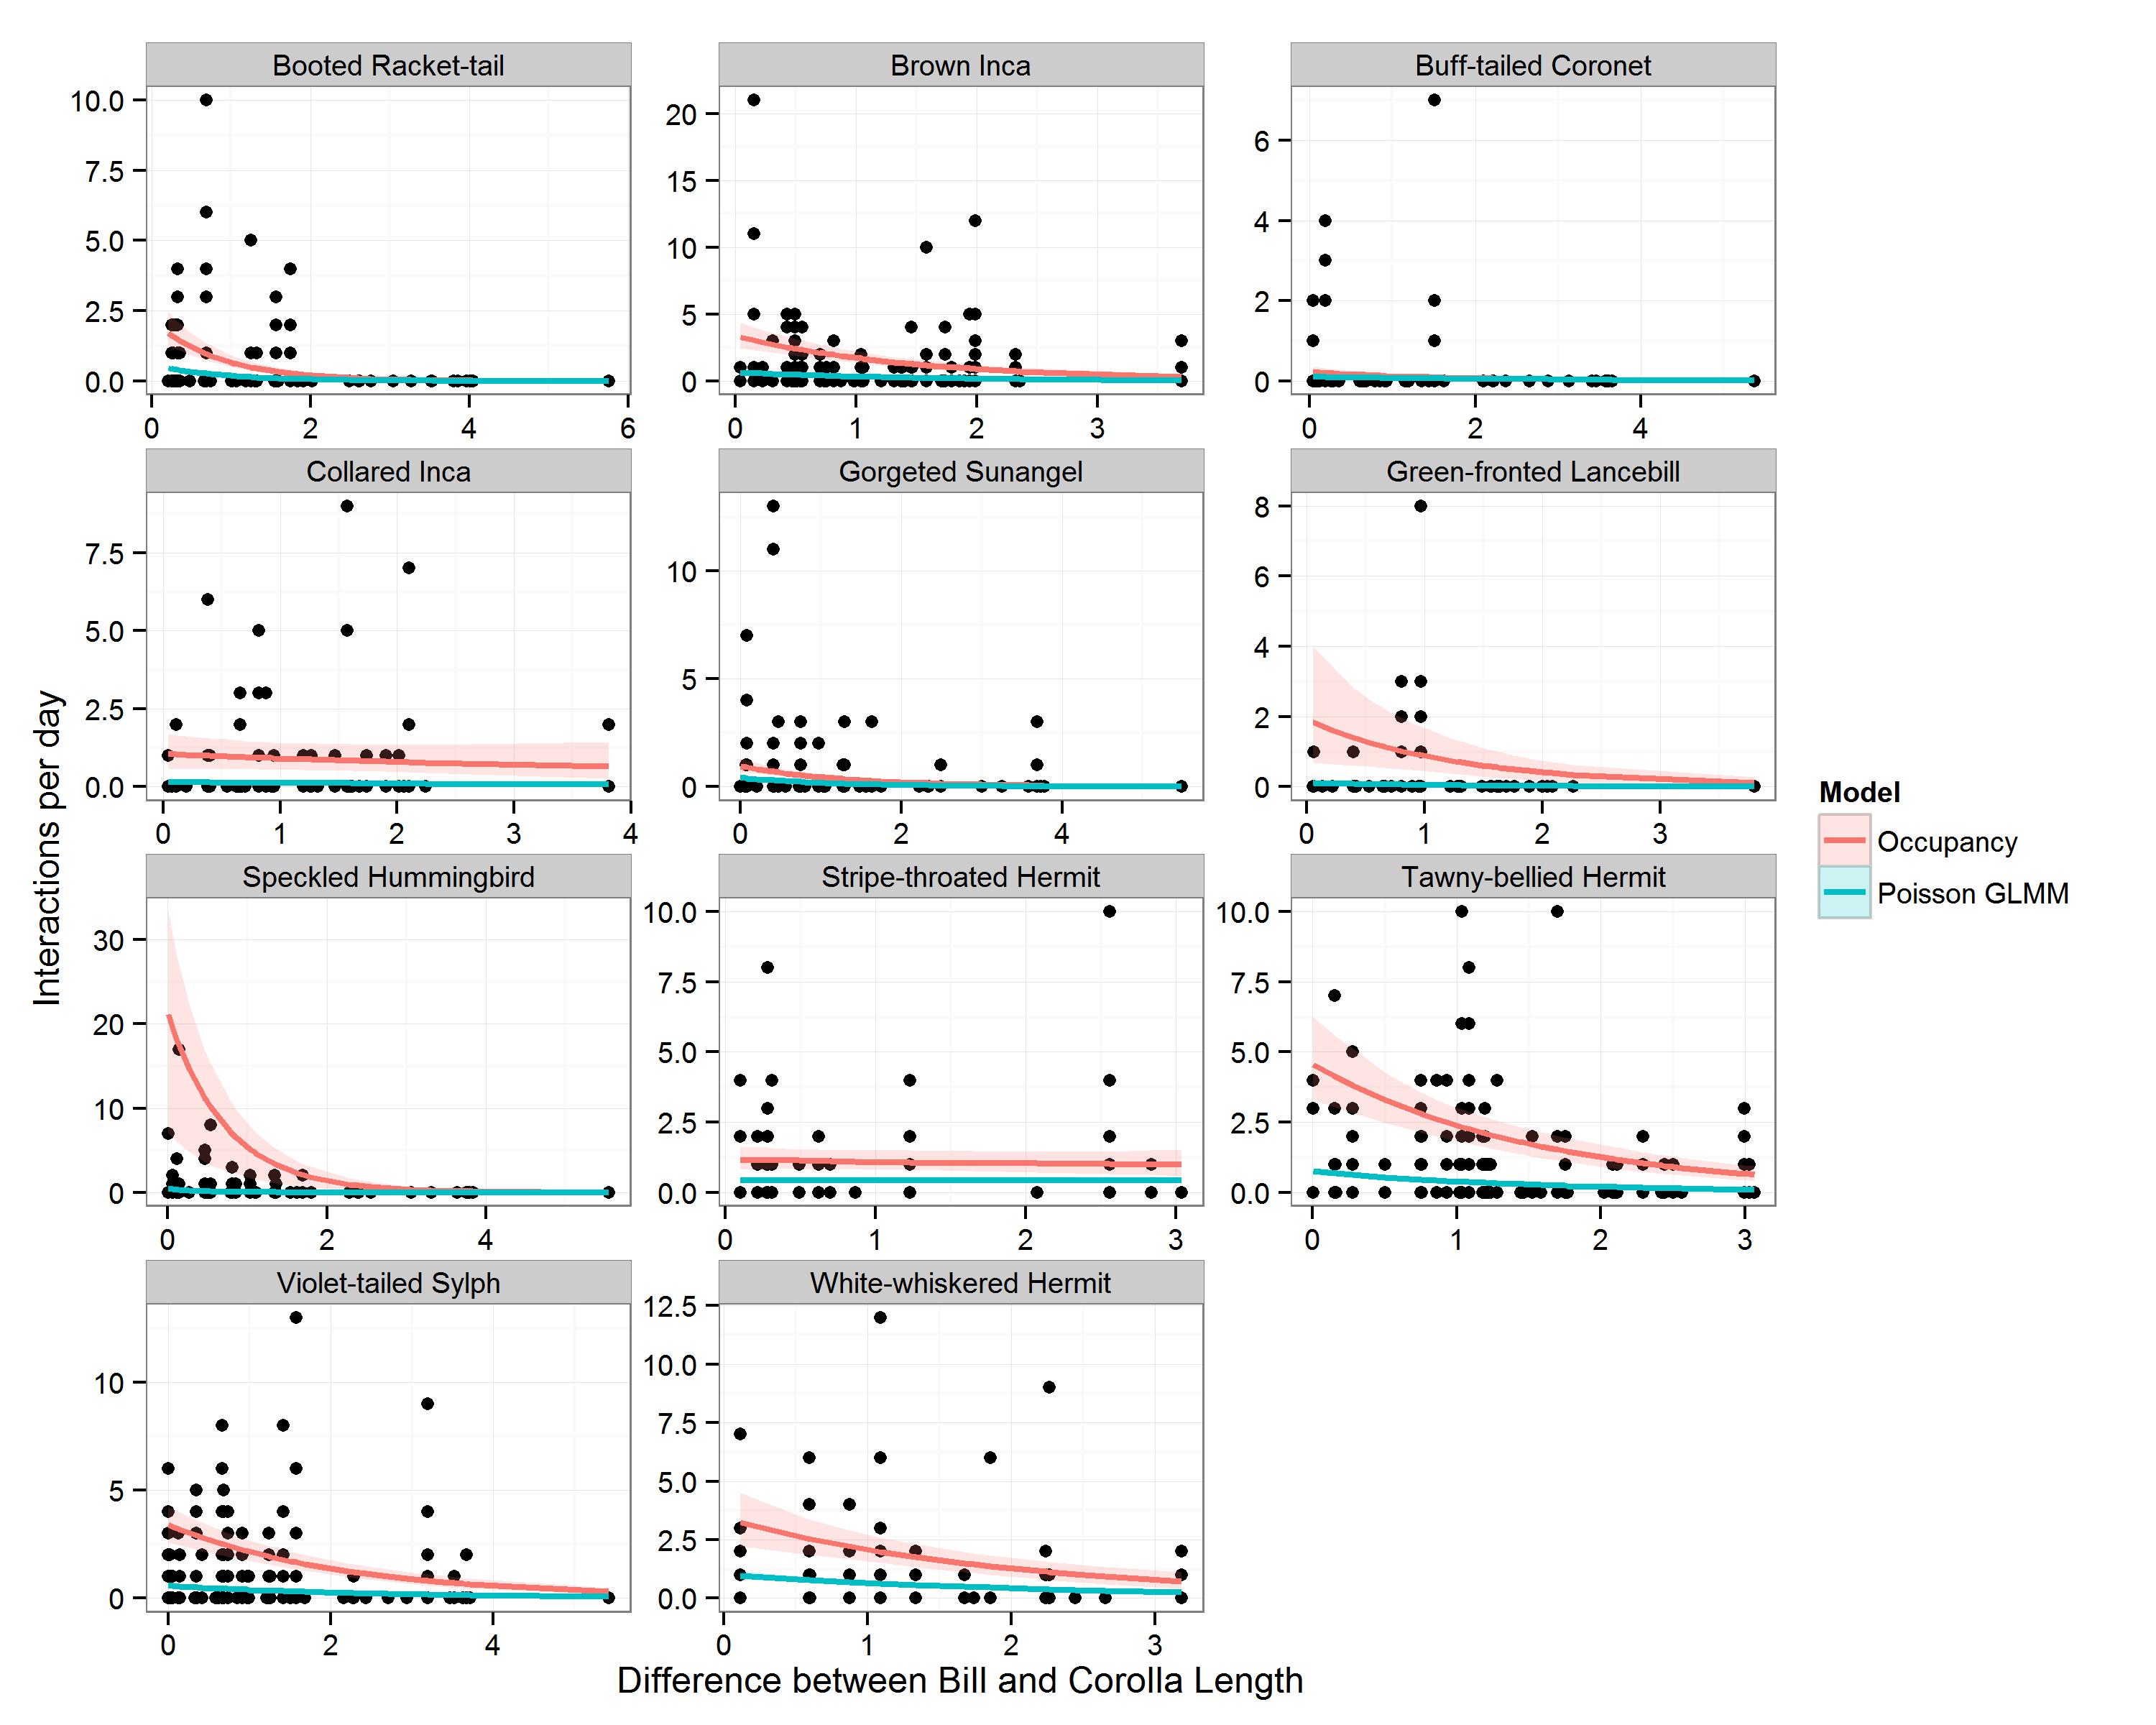 Booted Racket-tail
Brown Inca
Buff-tailed Coronet
10.0
7.5
5.0
2.5
0.0
0 2 4 6
20
15
10
5
0
0 1 2 3
6
4
2
0
0 2 4
Collared Inca
Gorgeted Sunangel
Green-fronted Lancebill
7.5
5.0
2.5
0.0
0 1 2 3 4
10
5
0
0 2 4
8
6
4
2
0
0 1 2 3
Interactions per day
Model
Occupancy
Poisson GLMM
Speckled Hummingbird
Stripe-throated Hermit
Tawny-bellied Hermit
30
20
10
0
0 2 4
10.0
7.5
5.0
2.5
0.0
0 1 2 3
10.0
7.5
5.0
2.5
0.0
0 1 2 3
Violet-tailed Sylph
White-whiskered Hermit
10
5
0
0 2 4
12.5
10.0
7.5
5.0
2.5
0.0
0 1 2 3
Difference between Bill and Corolla Length